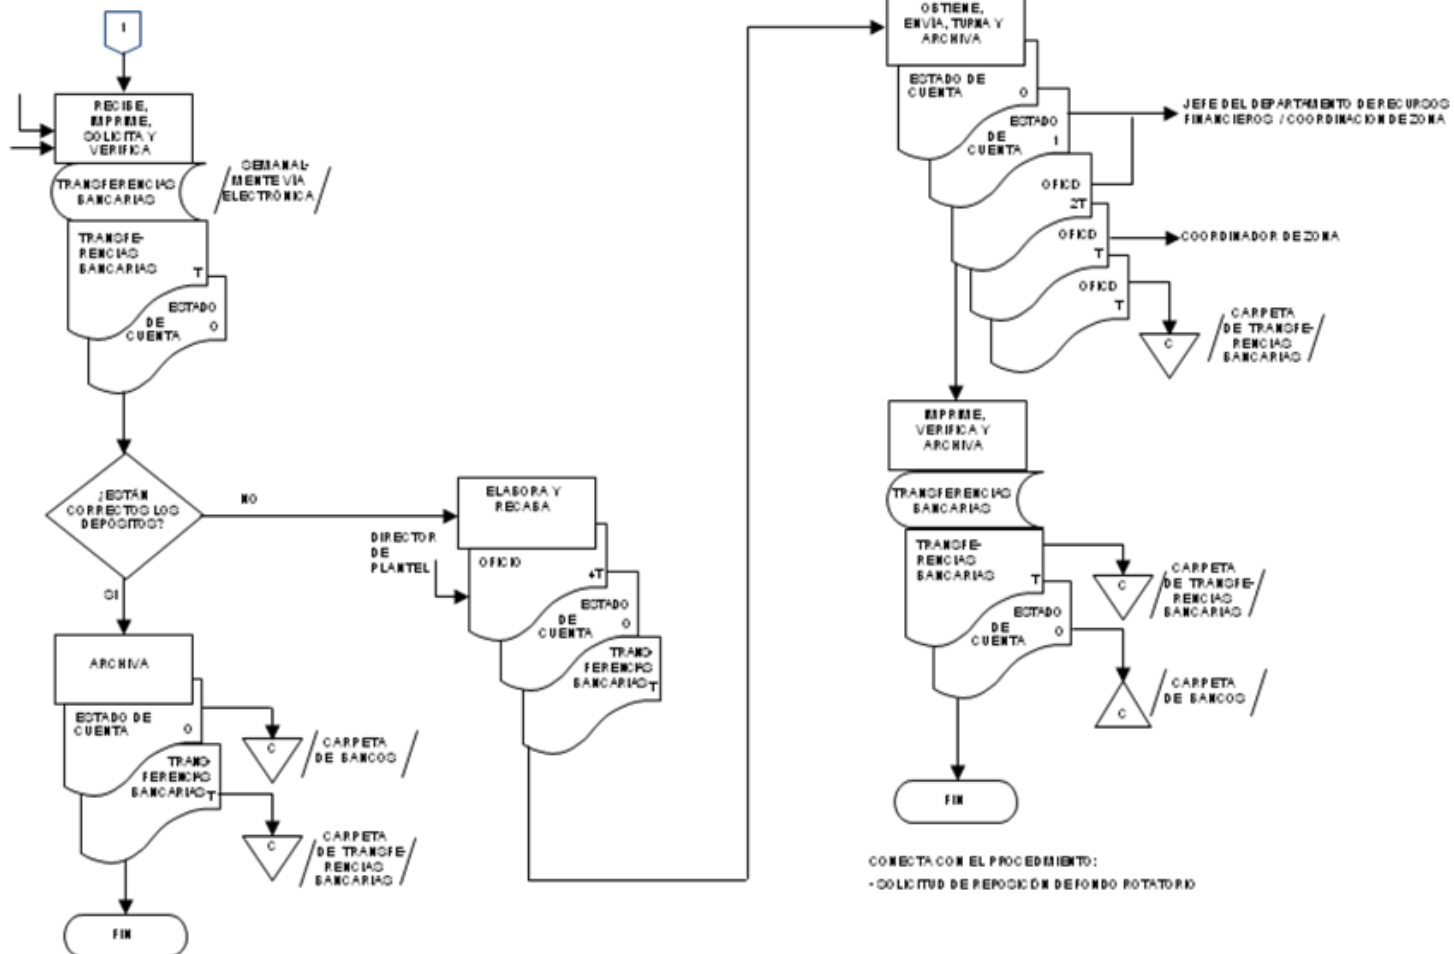 1
RECIBE,
IMPRIME,
SOLICITA Y
VERIFICA
TRANSFERENCIAS
BANCARIAS
SEMANAL-
MENTE VÍA
ELECTRÓNICA
TRANSFE-
RENCIAS
BANCARIAS
T
ESTADO
DE
CUENTA
O
¿ESTÁN
CORRECTOS LOS
DEPÓSITOS?
NO
SI
ARCHIVA
ESTADO DE
CUENTA
O
TRANS-
FERENCIAS
BANCARIAS
T
C
CARPETA
DE BANCOS
C
CARPETA
DE TRANSFE-
RENCIAS
BANCARIAS
FIN
DIRECTOR
DE
PLANTEL
ELABORA Y
RECABA
OFICIO
4T
ESTADO
DE
CUENTA
O
TRANS-
FERENCIAS
BANCARIAS
T
OBTIENE,
ENVÍA, TURNA Y
ARCHIVA
ESTADO DE
CUENTA
O
ESTADO
DE
CUENTA
1
JEFE DEL DEPARTAMENTO DE RECURSOS
FINANCIEROS / COORDINACION DE ZONA
OFICIO
2T
OFICIO
T
COORDINADOR DE ZONA
OFICIO
T
C
CARPETA
DE TRANSFE-
RENCIAS
BANCARIAS
IMPRIME,
VERIFICA Y
ARCHIVA
TRANSFERENCIAS
BANCARIAS
TRANSFE-
RENCIAS
BANCARIAS
T
C
CARPETA
DE TRANSFE-
RENCIAS
BANCARIAS
ESTADO
DE
CUENTA
O
C
CARPETA
DE BANCOS
FIN
CONECTA CON EL PROCEDIMIENTO:
- SOLICITUD DE REPOSICIÓN DE FONDO ROTATORIO